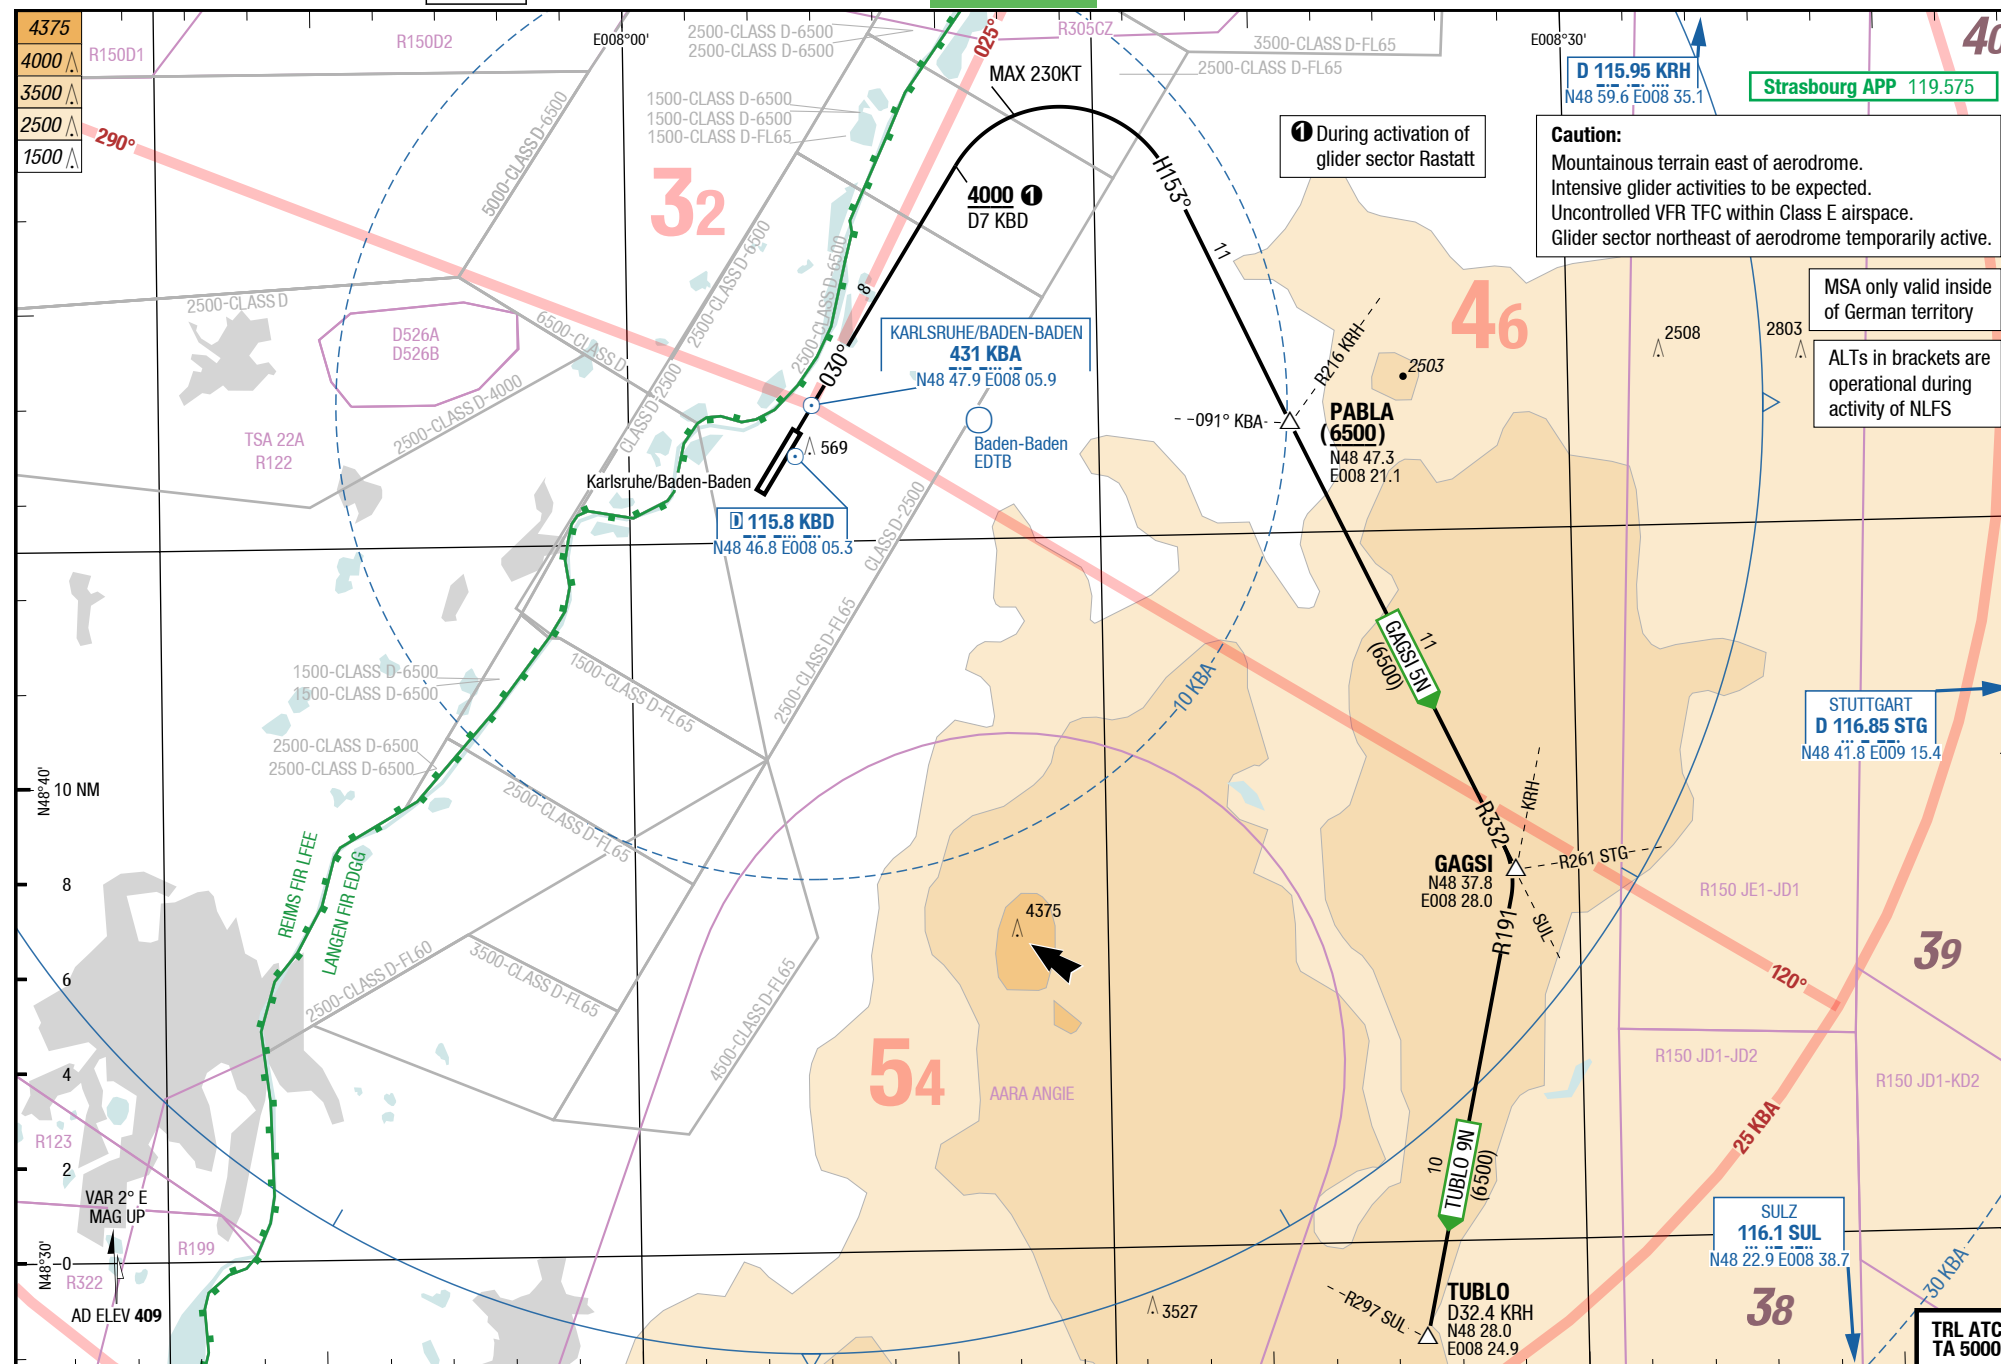 4375
4000
3500
2500
1500
R150D1
R150D2
E008°00'
2500-CLASS D-6500
2500-CLASS D-6500
025°
R305CZ
3500-CLASS D-FL65
2500-CLASS D-FL65
E008°30'
40
D 115.95 KRH
N48 59.6 E008 35.1
Strasbourg APP 119.575
MAX 230KT
1500-CLASS D-6500
1500-CLASS D-6500
1500-CLASS D-FL65
290°
5000-CLASS D-6500
32
1 During activation of
glider sector Rastatt
Caution:
Mountainous terrain east of aerodrome.
Intensive glider activities to be expected.
Uncontrolled VFR TFC within Class E airspace.
Glider sector northeast of aerodrome temporarily active.
4000 1
D7 KBD
H153°
11
MSA only valid inside
of German territory
2500-CLASS D
6500-CLASS D
2500-CLASS D-6500
2500-CLASS D-6500
8
D526A
D526B
KARLSRUHE/BADEN-BADEN
431 KBA
N48 47.9 E008 05.9
46
R216 KRH
2503
2508
2803
ALTs in brackets are
operational during
activity of NLFS
030°
CLASS D-2500
2500-CLASS D-4000
TSA 22A
R122
569
Baden-Baden
EDTB
091° KBA
PABLA
(6500)
N48 47.3
E008 21.1
Karlsruhe/Baden-Baden
D 115.8 KBD
N48 46.8 E008 05.3
CLASS D-2500
2500-CLASS D-FL65
1500-CLASS D-6500
1500-CLASS D-6500
1500-CLASS D-FL65
10 KBA
GAGSI 5N
(6500)
11
STUTTGART
D 116.85 STG
N48 41.8 E009 15.4
2500-CLASS D-6500
2500-CLASS D-6500
2500-CLASS D-FL65
N48°40'
10 NM
8
6
4
2
0
REIMS FIR LFEE
LANGEN FIR EDGG
R332
KRH
R261 STG
GAGSI
N48 37.8
E008 28.0
SUL
R191
R150 JE1-JD1
4375
39
120°
2500-CLASS D-FL60
3500-CLASS D-FL65
4500-CLASS D-FL65
54
AARA ANGIE
R150 JD1-JD2
R150 JD1-KD2
25 KBA
R123
VAR 2° E
MAG UP
R199
R322
N48°30'
AD ELEV 409
10
TUBLO 9N
(6500)
SULZ
116.1 SUL
N48 22.9 E008 38.7
30 KBA
38
3527
R297 SUL
TUBLO
D32.4 KRH
N48 28.0
E008 24.9
TRL ATC
TA 5000